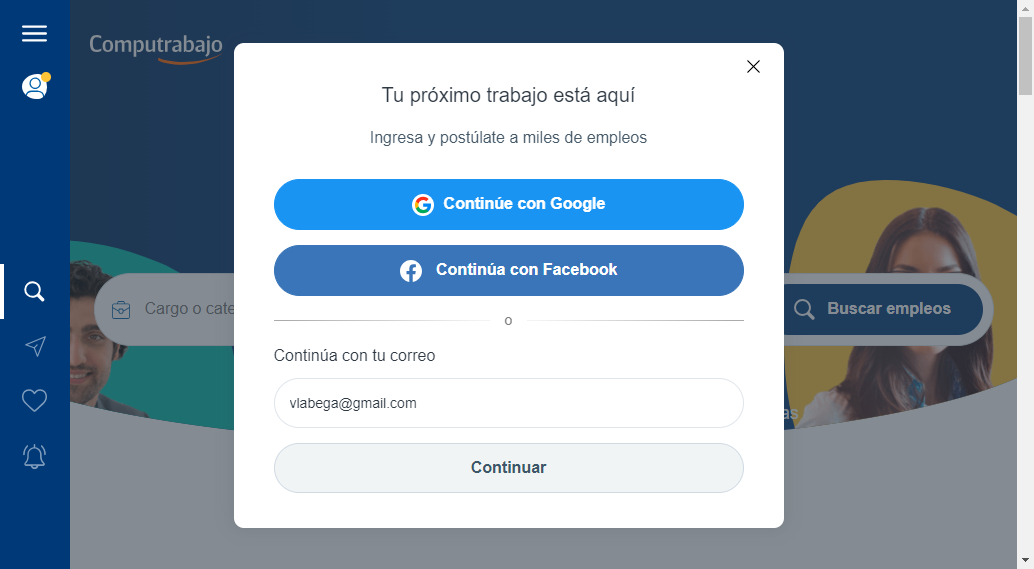 Computrabajo
Tu próximo trabajo está aquí
Ingresa y postúlate a miles de empleos
Continúe con Google
Continúa con Facebook
o
Cargo o cate
Buscar empleos
Continúa con tu correo
vlabega@gmail.com
as
Continuar